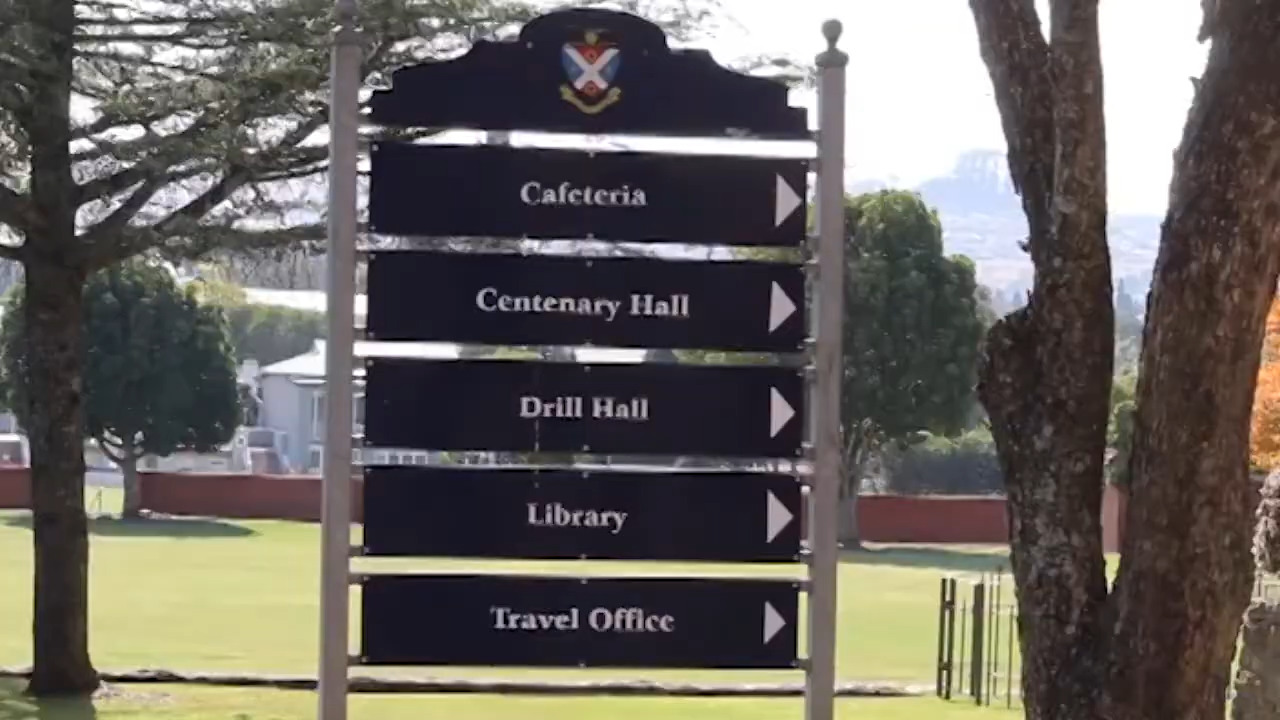 Cafeteria
Centenary Hall
Drill Hall
Library
Travel Office